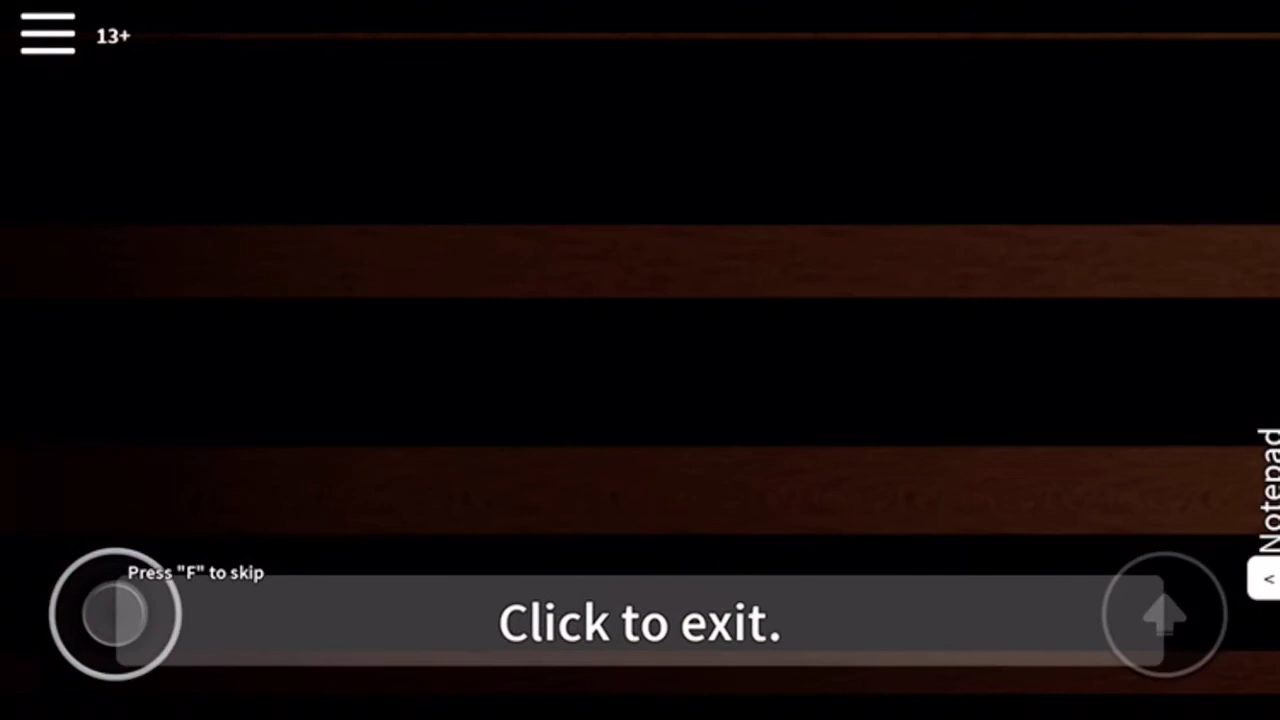 13+
Notepad
<
Press "F" to skip
Click to exit.